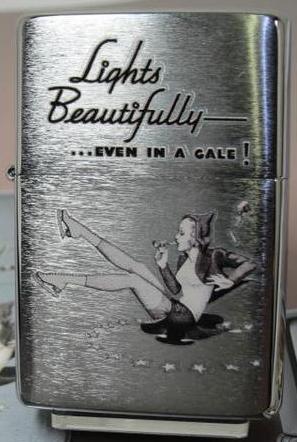 Lights
Beautifully—
...EVEN IN A GALE!